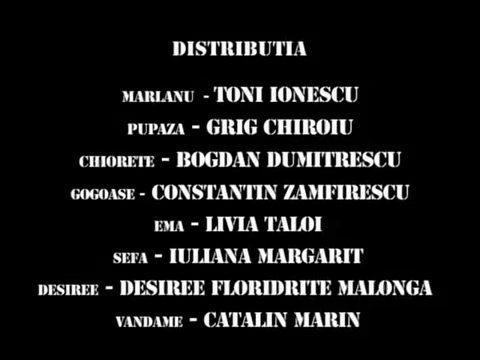 DISTRIBUTIA
MARLANU - TONI IONESCU
PUPAZA - GRIG CHIROIU
CHIORETE - BOGDAN DUMITRESCU
GOGOASE - CONSTANTIN ZAMFIRESCU
EMA - LIVIA TALOI
SEFA - IULIANA MARGARIT
DESIREE - DESIREE FLORIDRITE MALONGA
VANDAME - CATALIN MARIN